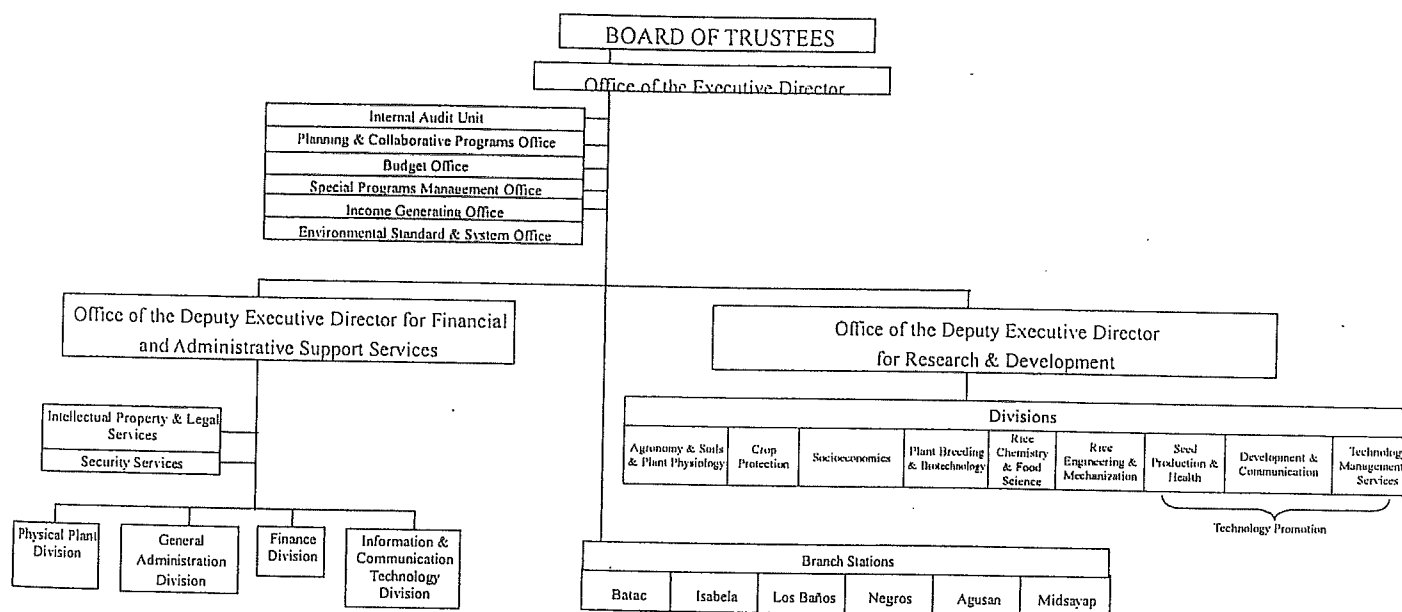 BOARD OF TRUSTEES
Office of the Executive Director
Internal Audit Unit
Planning & Collaborative Programs Office
Budget Office
Special Programs Management Office
Income Generating Office
Environmental Standard & System Office
Office of the Deputy Executive Director for Financial
and Administrative Support Services
Office of the Deputy Executive Director
for Research & Development
Intellectual Property & Legal
Services
Security Services
Physical Plant
Division
General
Administration
Division
Finance
Division
Information &
Communication
Technology
Division
Divisions
Agronomy & Soils
& Plant Physiology
Crop
Protection
Socioeconomics
Plant Breeding
& Biotechnology
Rice
Chemistry
& Food
Science
Rice
Engineering &
Mechanization
Seed
Production &
Health
Development &
Communication
Technology
Management
Services
Technology Promotion
Branch Stations
Batac
Isabela
Los Baños
Negros
Agusan
Midsayap